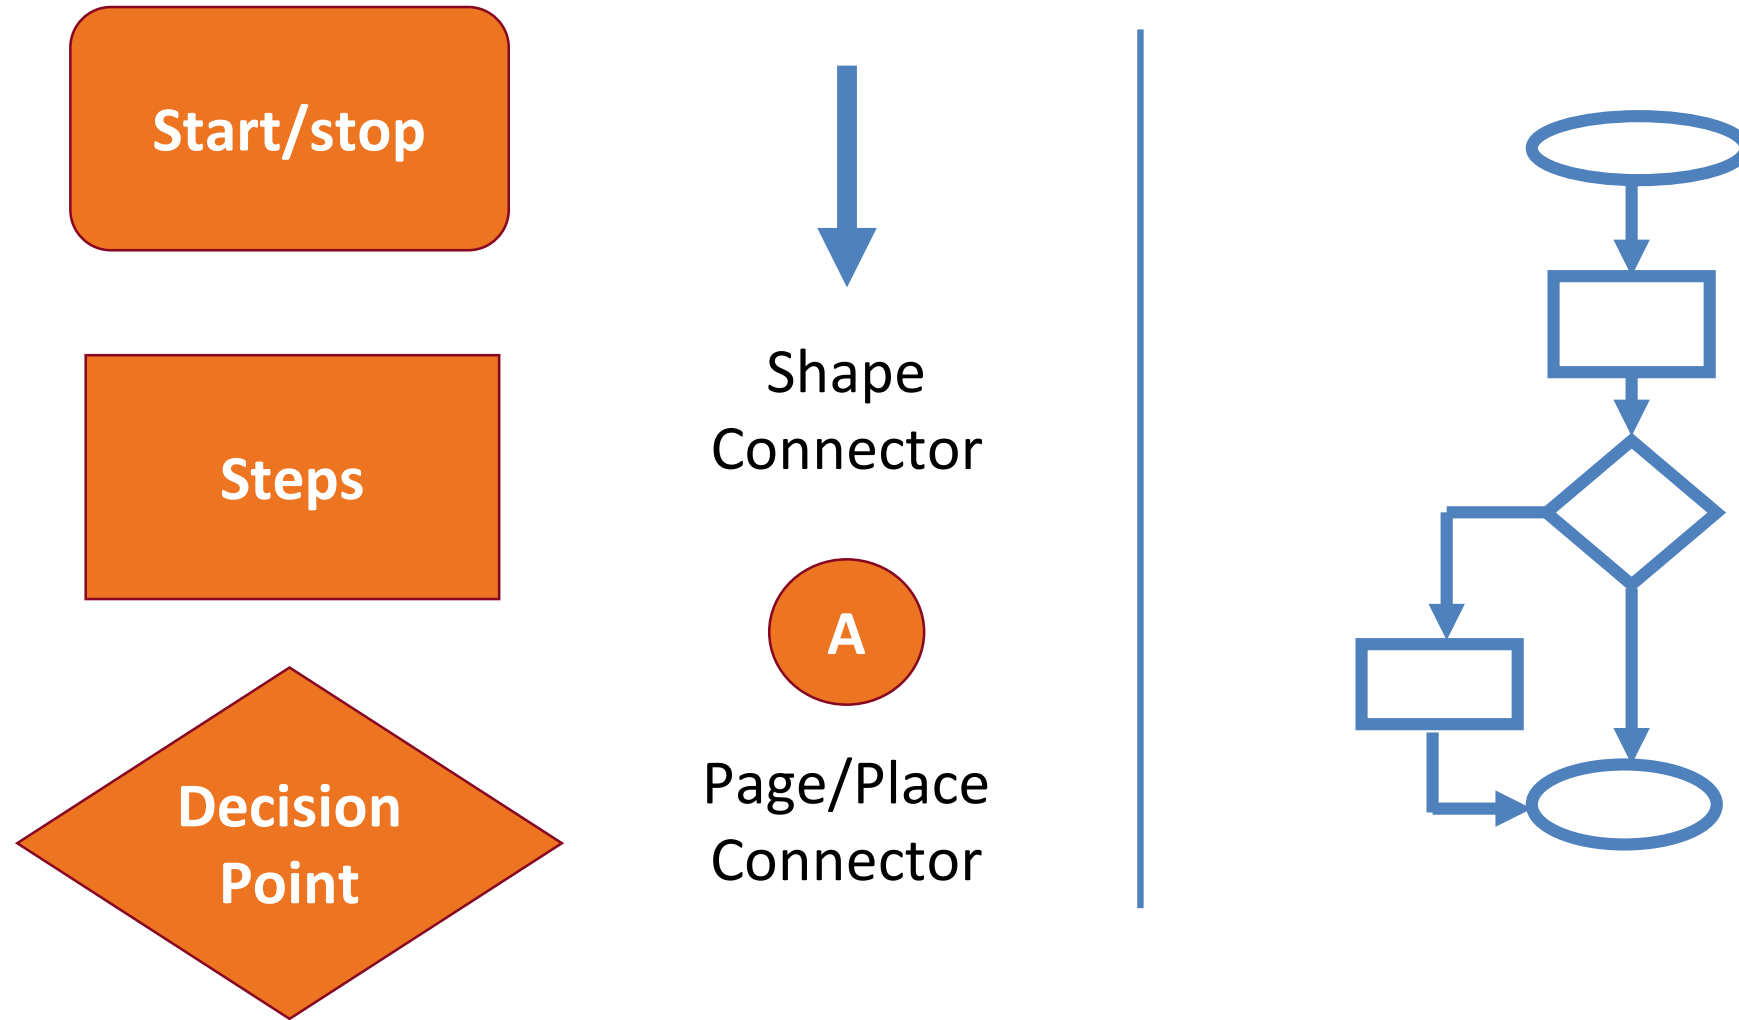 Start/stop
Steps
Decision
Point
Shape
Connector
A
Page/Place
Connector